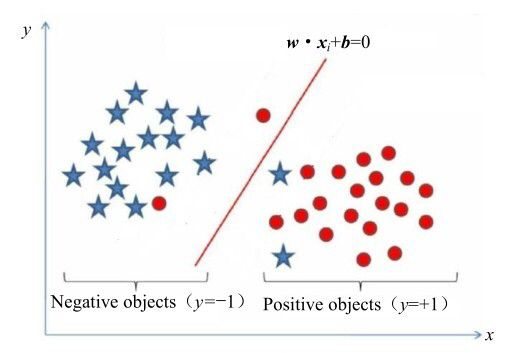 y
w · xᵢ+b=0
Negative objects（y=−1） Positive objects（y=+1）
x